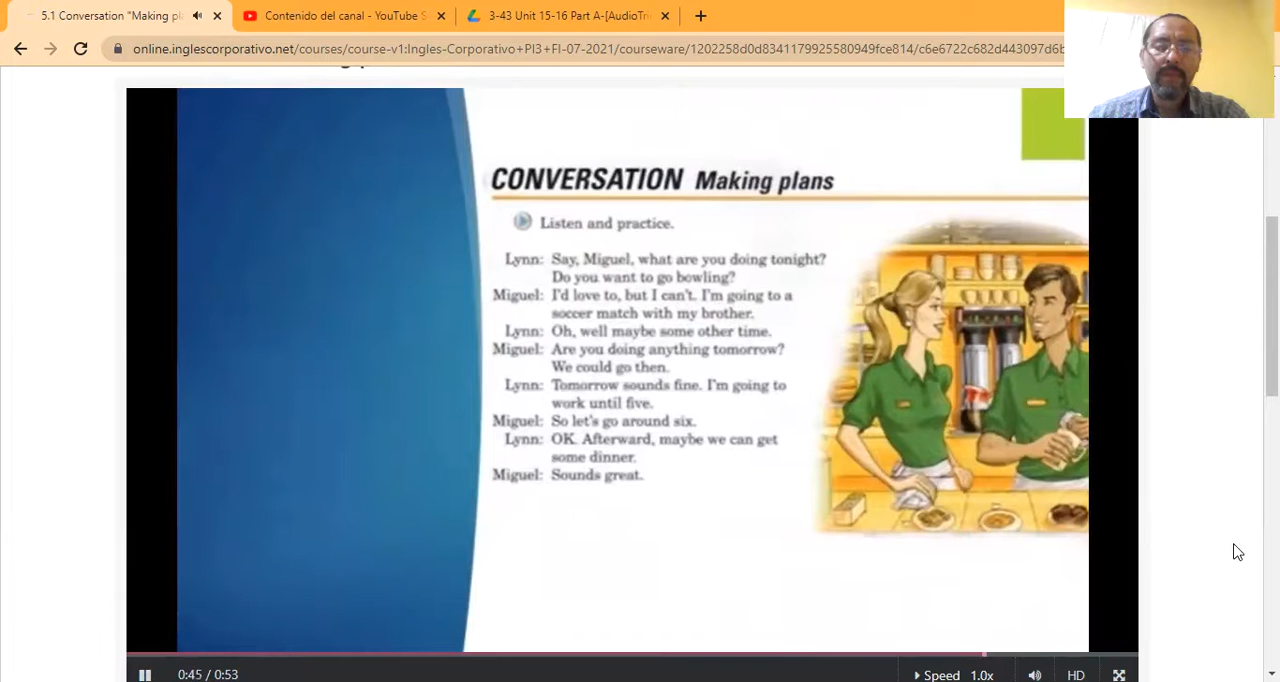 5.1 Conversation "Making pla
Contenido del canal - YouTube S
3-43 Unit 15-16 Part A-[AudioTri
online.inglescorporativo.net/courses/course-v1:Ingles-Corporativo+PI3+FI-07-2021/courseware/1202258d0d8341179925580949fce814/c6e6722c682d443097d6b
CONVERSATION Making plans
Listen and practice.
Lynn: Say, Miguel, what are you doing tonight?
Do you want to go bowling?
Miguel: I'd love to, but I can't. I'm going to a
soccer match with my brother.
Lynn: Oh, well maybe some other time.
Miguel: Are you doing anything tomorrow?
We could go then.
Lynn: Tomorrow sounds fine. I'm going to
work until five.
Miguel: So let's go around six.
Lynn: OK. Afterward, maybe we can get
some dinner.
Miguel: Sounds great.
0:45 / 0:53
Speed 1.0x
HD